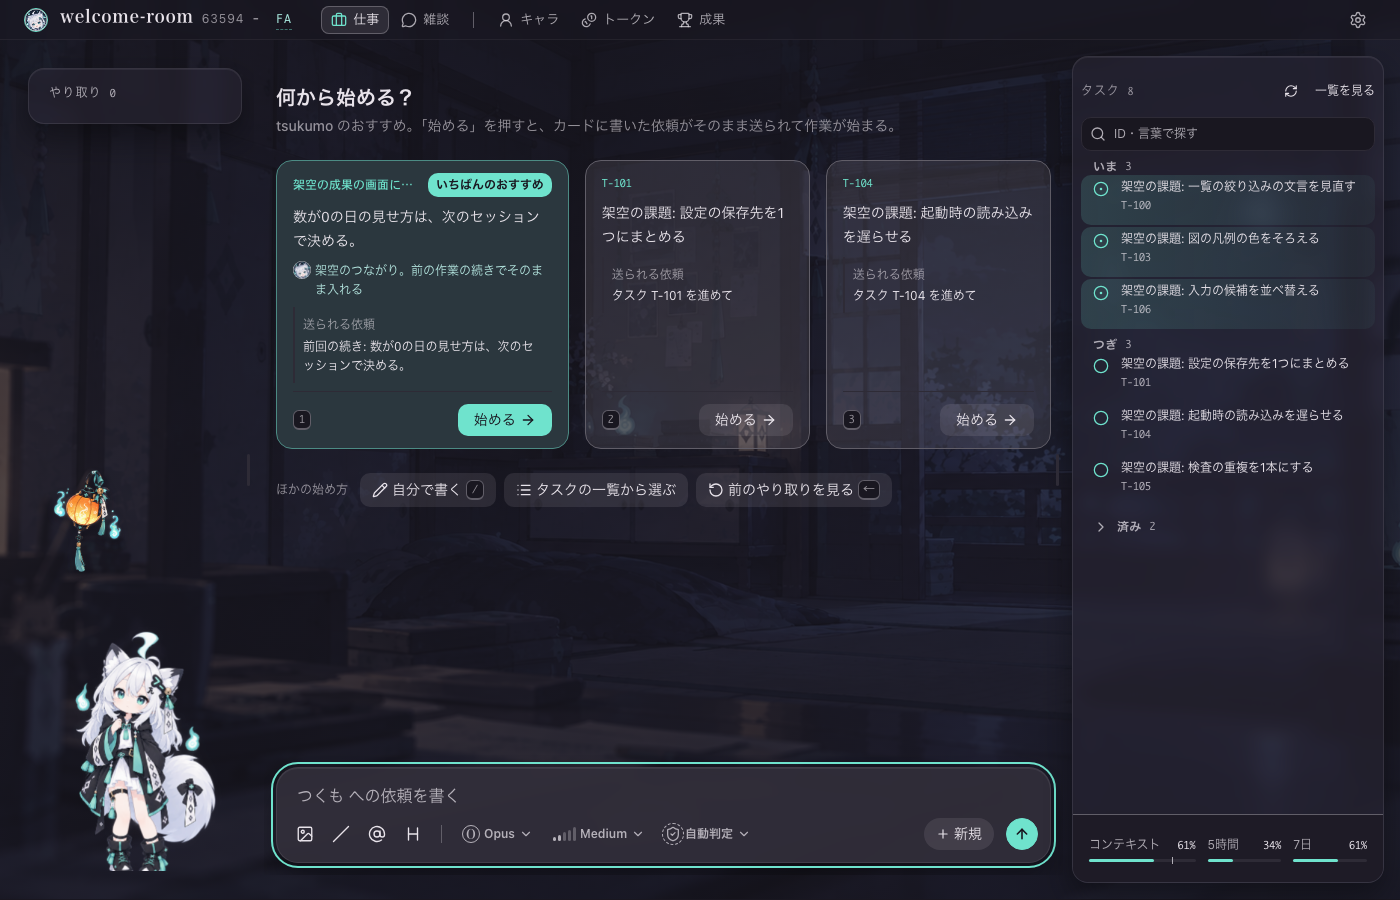 welcome-room 63594 - FA 仕事 雑談 キャラ トークン 成果
やり取り 0
何から始める？
tsukumo のおすすめ。「始める」を押すと、カードに書いた依頼がそのまま送られて作業が始まる。
架空の成果の画面に… いちばんのおすすめ
数が0の日の見せ方は、次のセッション
で決める。
架空のつながり。前の作業の続きでそのま
ま入れる
送られる依頼
前回の続き: 数が0の日の見せ方は、次のセ
ッションで決める。
1 始める →
T-101
架空の課題: 設定の保存先を1
つにまとめる
送られる依頼
タスク T-101 を進めて
2 始める →
T-104
架空の課題: 起動時の読み込み
を遅らせる
送られる依頼
タスク T-104 を進めて
3 始める →
ほかの始め方 自分で書く / タスクの一覧から選ぶ 前のやり取りを見る ←
つくも への依頼を書く
Opus Medium 自動判定 + 新規
タスク 8 一覧を見る
ID・言葉で探す
いま 3
架空の課題: 一覧の絞り込みの文言を見直す
T-100
架空の課題: 図の凡例の色をそろえる
T-103
架空の課題: 入力の候補を並べ替える
T-106
つぎ 3
架空の課題: 設定の保存先を1つにまとめる
T-101
架空の課題: 起動時の読み込みを遅らせる
T-104
架空の課題: 検査の重複を1本にする
T-105
済み 2
コンテキスト 61% 5時間 34% 7日 61%